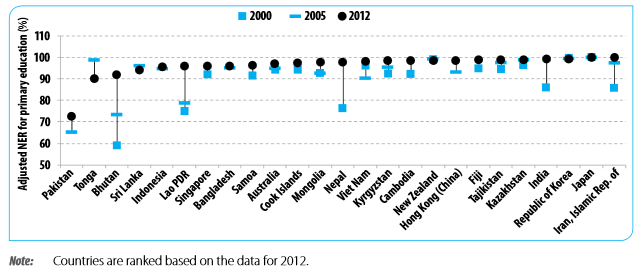 2000 2005 2012
Adjusted NER for primary education (%)
110
100
90
80
70
60
50
Pakistan
Tonga
Bhutan
Sri Lanka
Indonesia
Lao PDR
Singapore
Bangladesh
Samoa
Australia
Cook Islands
Mongolia
Nepal
Viet Nam
Kyrgyzstan
Cambodia
New Zealand
Hong Kong (China)
Fiji
Tajikistan
Kazakhstan
India
Republic of Korea
Japan
Iran, Islamic Rep. of
Note: Countries are ranked based on the data for 2012.